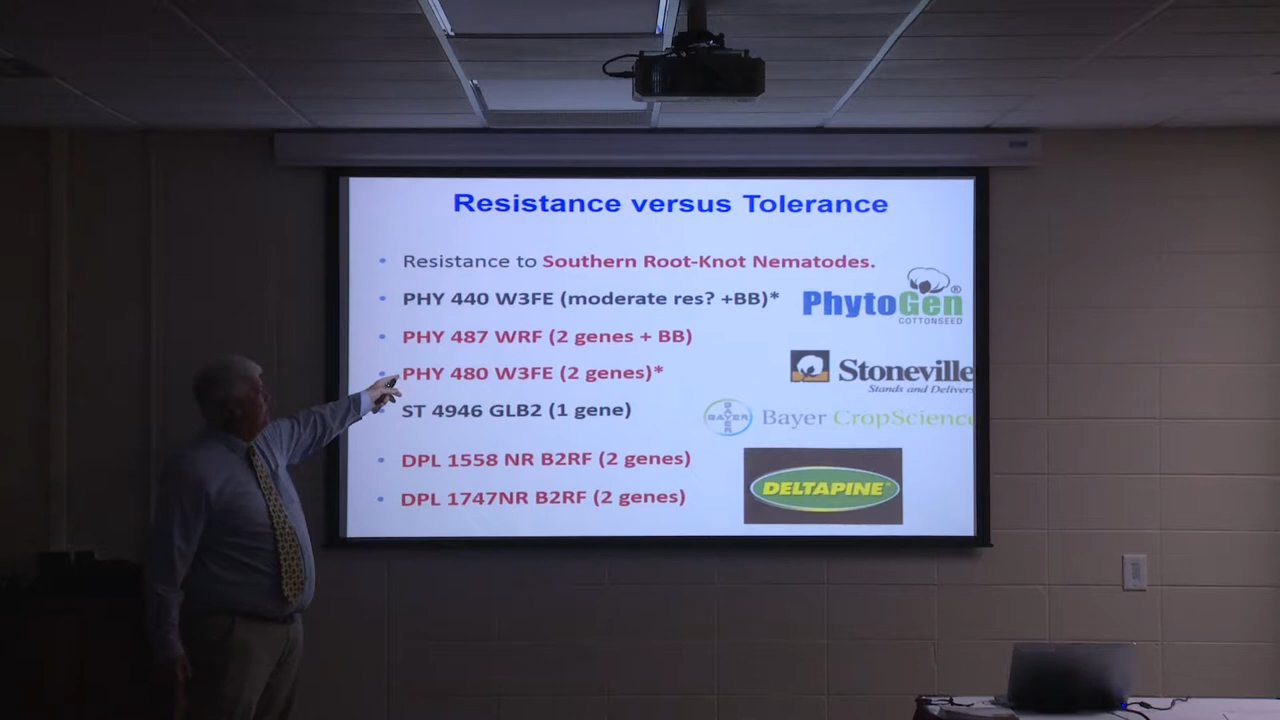 Resistance versus Tolerance
• Resistance to Southern Root-Knot Nematodes.
• PHY 440 W3FE (moderate res? +BB)*
PhytoGen®
COTTONSEED
• PHY 487 WRF (2 genes + BB)
• PHY 480 W3FE (2 genes)*
Stoneville
Stands and Delivers
• ST 4946 GLB2 (1 gene)
BAYER
BAYER
Bayer CropScience
• DPL 1558 NR B2RF (2 genes)
DELTAPINE®
• DPL 1747NR B2RF (2 genes)